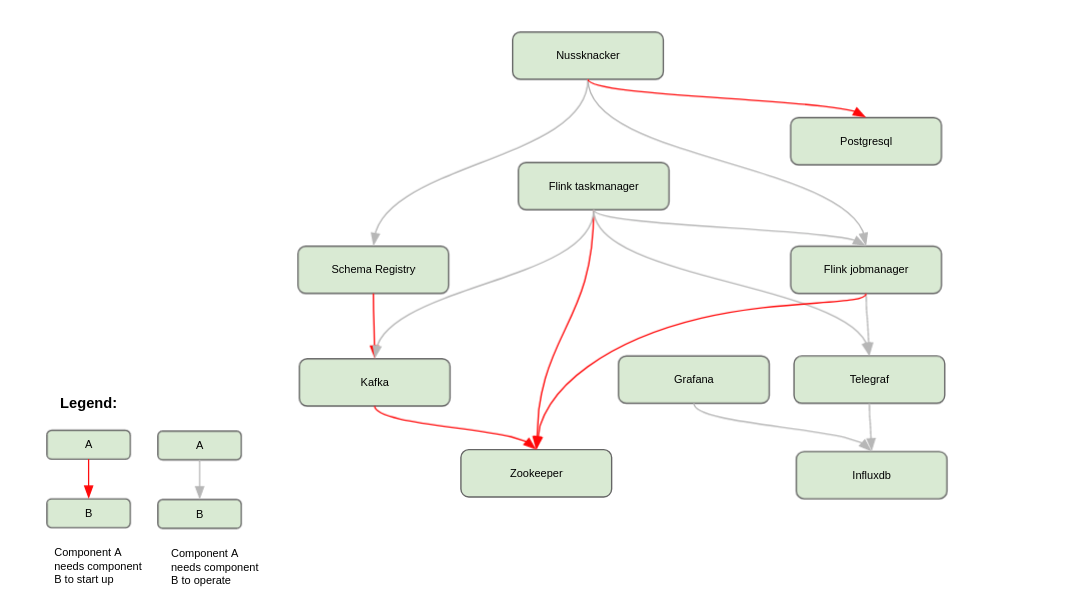 Nussknacker
Postgresql
Flink taskmanager
Schema Registry
Flink jobmanager
Kafka
Grafana
Telegraf
Zookeeper
Influxdb
Legend:
A
A
B
B
Component A
needs component
B to start up
Component A
needs component
B to operate